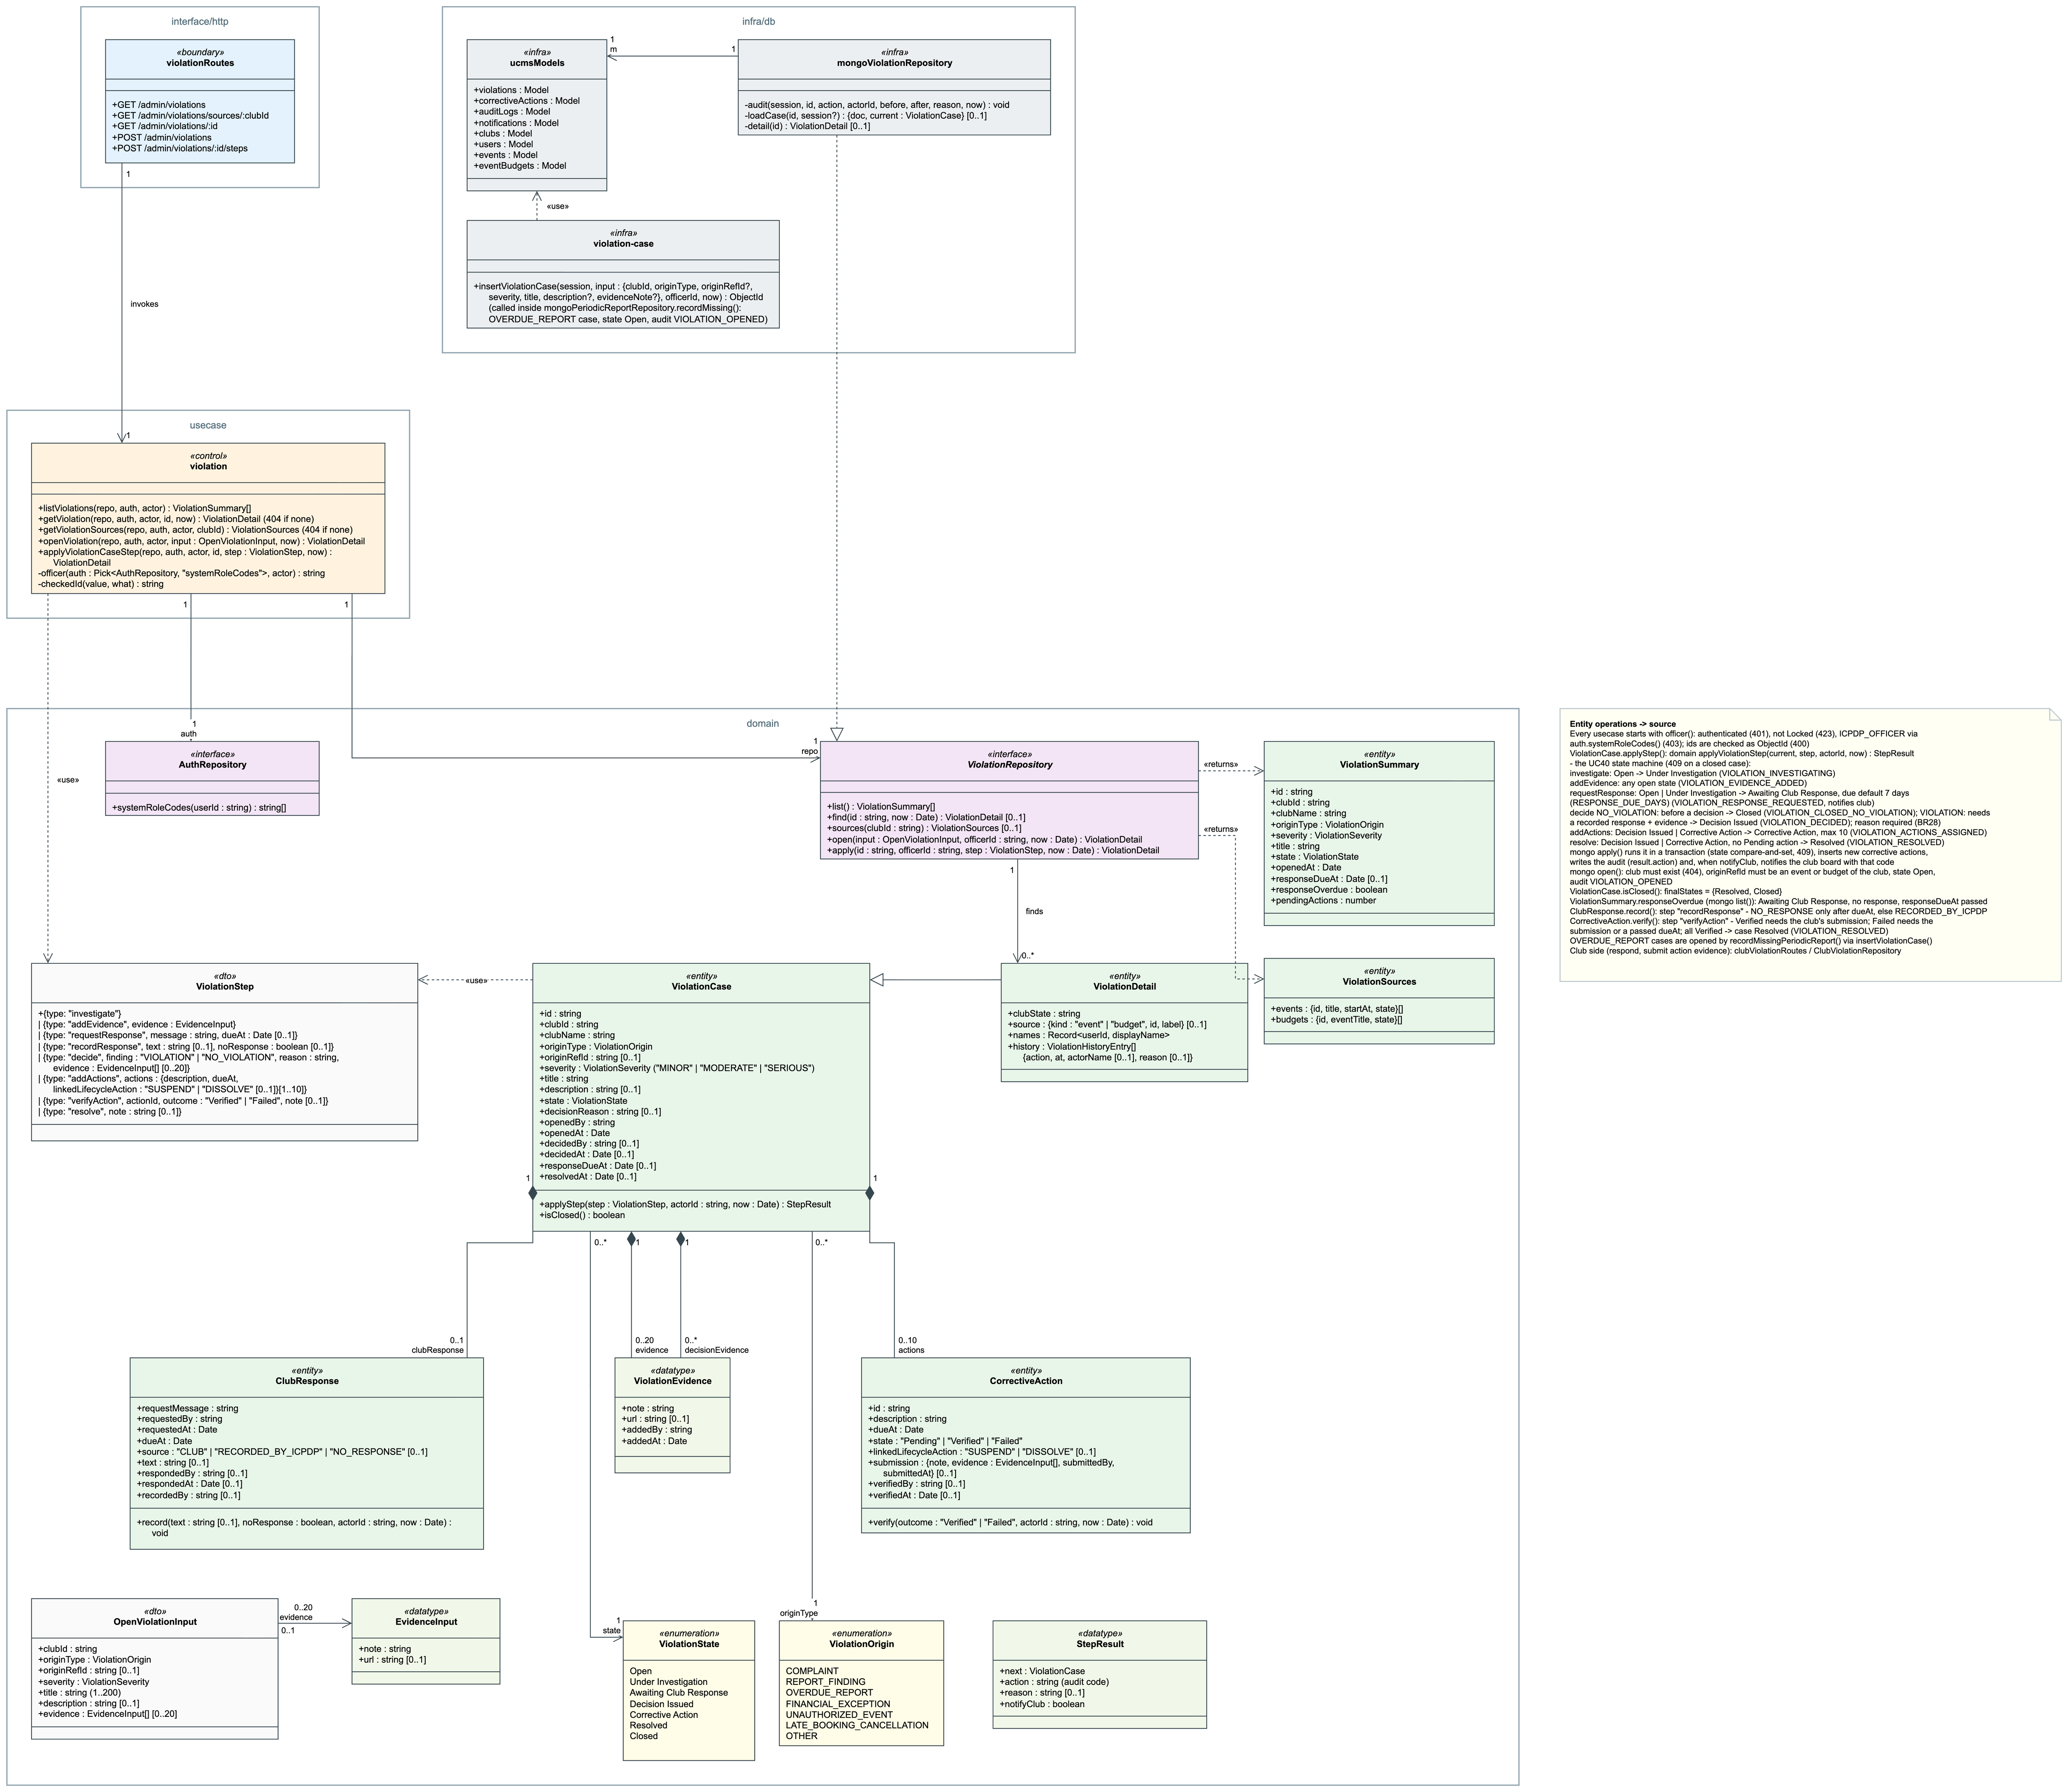 interface/http
«boundary»
violationRoutes
+GET /admin/violations
+GET /admin/violations/sources/:clubId
+GET /admin/violations/:id
+POST /admin/violations
+POST /admin/violations/:id/steps
1
invokes
1
infra/db
«infra»
ucmsModels
+violations : Model
+correctiveActions : Model
+auditLogs : Model
+notifications : Model
+clubs : Model
+users : Model
+events : Model
+eventBudgets : Model
1
m
1
«infra»
mongoViolationRepository
-audit(session, id, action, actorId, before, after, reason, now) : void
-loadCase(id, session?) : {doc, current : ViolationCase} [0..1]
-detail(id) : ViolationDetail [0..1]
«use»
«infra»
violation-case
+insertViolationCase(session, input : {clubId, originType, originRefId?,
severity, title, description?, evidenceNote?}, officerId, now) : ObjectId
(called inside mongoPeriodicReportRepository.recordMissing():
OVERDUE_REPORT case, state Open, audit VIOLATION_OPENED)
usecase
«control»
violation
+listViolations(repo, auth, actor) : ViolationSummary[]
+getViolation(repo, auth, actor, id, now) : ViolationDetail (404 if none)
+getViolationSources(repo, auth, actor, clubId) : ViolationSources (404 if none)
+openViolation(repo, auth, actor, input : OpenViolationInput, now) : ViolationDetail
+applyViolationCaseStep(repo, auth, actor, id, step : ViolationStep, now) :
ViolationDetail
-officer(auth : Pick<AuthRepository, "systemRoleCodes">, actor) : string
-checkedId(value, what) : string
1
1
«use»
domain
1
auth
«interface»
AuthRepository
+systemRoleCodes(userId : string) : string[]
1
repo
«interface»
ViolationRepository
+list() : ViolationSummary[]
+find(id : string, now : Date) : ViolationDetail [0..1]
+sources(clubId : string) : ViolationSources [0..1]
+open(input : OpenViolationInput, officerId : string, now : Date) : ViolationDetail
+apply(id : string, officerId : string, step : ViolationStep, now : Date) : ViolationDetail
«returns»
«returns»
1
finds
0..*
«entity»
ViolationSummary
+id : string
+clubId : string
+clubName : string
+originType : ViolationOrigin
+severity : ViolationSeverity
+title : string
+state : ViolationState
+openedAt : Date
+responseDueAt : Date [0..1]
+responseOverdue : boolean
+pendingActions : number
Entity operations -> source
Every usecase starts with officer(): authenticated (401), not Locked (423), ICPDP_OFFICER via
auth.systemRoleCodes() (403); ids are checked as ObjectId (400)
ViolationCase.applyStep(): domain applyViolationStep(current, step, actorId, now) : StepResult
- the UC40 state machine (409 on a closed case):
investigate: Open -> Under Investigation (VIOLATION_INVESTIGATING)
addEvidence: any open state (VIOLATION_EVIDENCE_ADDED)
requestResponse: Open | Under Investigation -> Awaiting Club Response, due default 7 days
(RESPONSE_DUE_DAYS) (VIOLATION_RESPONSE_REQUESTED, notifies club)
decide NO_VIOLATION: before a decision -> Closed (VIOLATION_CLOSED_NO_VIOLATION); VIOLATION: needs
a recorded response + evidence -> Decision Issued (VIOLATION_DECIDED); reason required (BR28)
addActions: Decision Issued | Corrective Action -> Corrective Action, max 10 (VIOLATION_ACTIONS_ASSIGNED)
resolve: Decision Issued | Corrective Action, no Pending action -> Resolved (VIOLATION_RESOLVED)
mongo apply() runs it in a transaction (state compare-and-set, 409), inserts new corrective actions,
writes the audit (result.action) and, when notifyClub, notifies the club board with that code
mongo open(): club must exist (404), originRefId must be an event or budget of the club, state Open,
audit VIOLATION_OPENED
ViolationCase.isClosed(): finalStates = {Resolved, Closed}
ViolationSummary.responseOverdue (mongo list()): Awaiting Club Response, no response, responseDueAt passed
ClubResponse.record(): step "recordResponse" - NO_RESPONSE only after dueAt, else RECORDED_BY_ICPDP
CorrectiveAction.verify(): step "verifyAction" - Verified needs the club's submission; Failed needs the
submission or a passed dueAt; all Verified -> case Resolved (VIOLATION_RESOLVED)
OVERDUE_REPORT cases are opened by recordMissingPeriodicReport() via insertViolationCase()
Club side (respond, submit action evidence): clubViolationRoutes / ClubViolationRepository
«dto»
ViolationStep
+{type: "investigate"}
| {type: "addEvidence", evidence : EvidenceInput}
| {type: "requestResponse", message : string, dueAt : Date [0..1]}
| {type: "recordResponse", text : string [0..1], noResponse : boolean [0..1]}
| {type: "decide", finding : "VIOLATION" | "NO_VIOLATION", reason : string,
evidence : EvidenceInput[] [0..20]}
| {type: "addActions", actions : {description, dueAt,
linkedLifecycleAction : "SUSPEND" | "DISSOLVE" [0..1]}[1..10]}
| {type: "verifyAction", actionId, outcome : "Verified" | "Failed", note [0..1]}
| {type: "resolve", note : string [0..1]}
«use»
«entity»
ViolationCase
+id : string
+clubId : string
+clubName : string
+originType : ViolationOrigin
+originRefId : string [0..1]
+severity : ViolationSeverity ("MINOR" | "MODERATE" | "SERIOUS")
+title : string
+description : string [0..1]
+state : ViolationState
+decisionReason : string [0..1]
+openedBy : string
+openedAt : Date
+decidedBy : string [0..1]
+decidedAt : Date [0..1]
+responseDueAt : Date [0..1]
+resolvedAt : Date [0..1]
+applyStep(step : ViolationStep, actorId : string, now : Date) : StepResult
+isClosed() : boolean
«entity»
ViolationDetail
+clubState : string
+source : {kind : "event" | "budget", id, label} [0..1]
+names : Record<userId, displayName>
+history : ViolationHistoryEntry[]
{action, at, actorName [0..1], reason [0..1]}
«entity»
ViolationSources
+events : {id, title, startAt, state}[]
+budgets : {id, eventTitle, state}[]
1
1
0..*
1
1
0..*
0..1
clubResponse
0..20
evidence
0..*
decisionEvidence
0..10
actions
«entity»
ClubResponse
+requestMessage : string
+requestedBy : string
+requestedAt : Date
+dueAt : Date
+source : "CLUB" | "RECORDED_BY_ICPDP" | "NO_RESPONSE" [0..1]
+text : string [0..1]
+respondedBy : string [0..1]
+respondedAt : Date [0..1]
+recordedBy : string [0..1]
+record(text : string [0..1], noResponse : boolean, actorId : string, now : Date) :
void
«datatype»
ViolationEvidence
+note : string
+url : string [0..1]
+addedBy : string
+addedAt : Date
«entity»
CorrectiveAction
+id : string
+description : string
+dueAt : Date
+state : "Pending" | "Verified" | "Failed"
+linkedLifecycleAction : "SUSPEND" | "DISSOLVE" [0..1]
+submission : {note, evidence : EvidenceInput[], submittedBy,
submittedAt} [0..1]
+verifiedBy : string [0..1]
+verifiedAt : Date [0..1]
+verify(outcome : "Verified" | "Failed", actorId : string, now : Date) : void
«dto»
OpenViolationInput
+clubId : string
+originType : ViolationOrigin
+originRefId : string [0..1]
+severity : ViolationSeverity
+title : string (1..200)
+description : string [0..1]
+evidence : EvidenceInput[] [0..20]
0..20
evidence
0..1
«datatype»
EvidenceInput
+note : string
+url : string [0..1]
1
state
«enumeration»
ViolationState
Open
Under Investigation
Awaiting Club Response
Decision Issued
Corrective Action
Resolved
Closed
1
originType
«enumeration»
ViolationOrigin
COMPLAINT
REPORT_FINDING
OVERDUE_REPORT
FINANCIAL_EXCEPTION
UNAUTHORIZED_EVENT
LATE_BOOKING_CANCELLATION
OTHER
«datatype»
StepResult
+next : ViolationCase
+action : string (audit code)
+reason : string [0..1]
+notifyClub : boolean